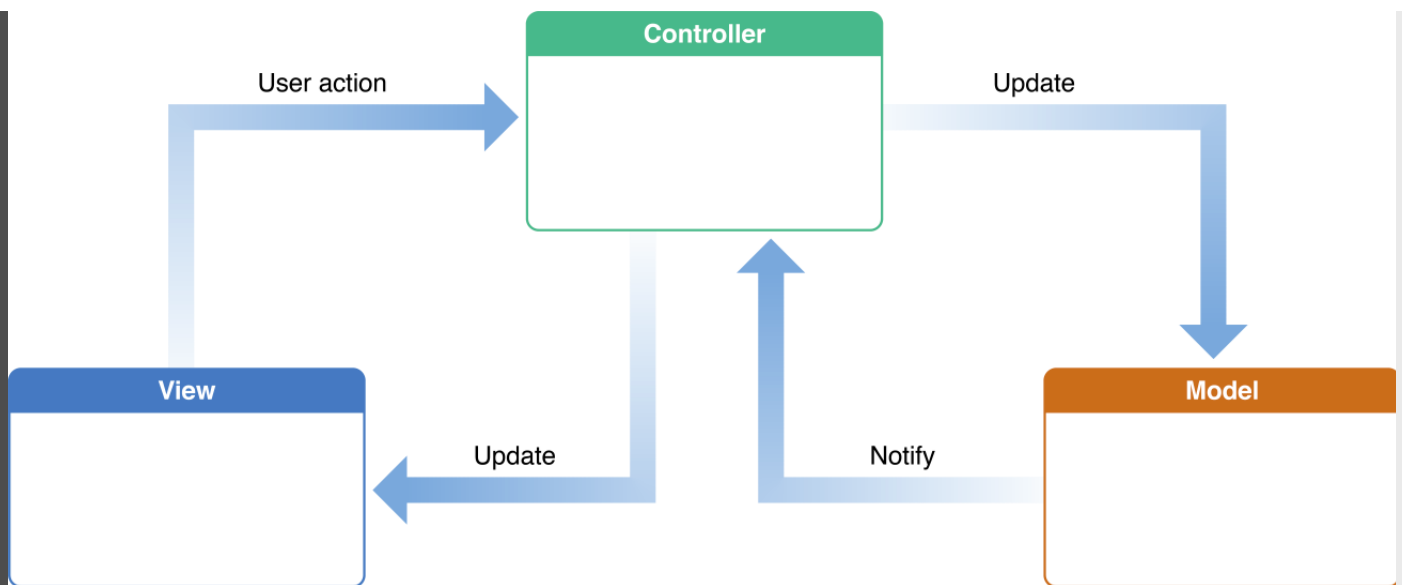 Controller
User action
Update
View
Model
Update
Notify